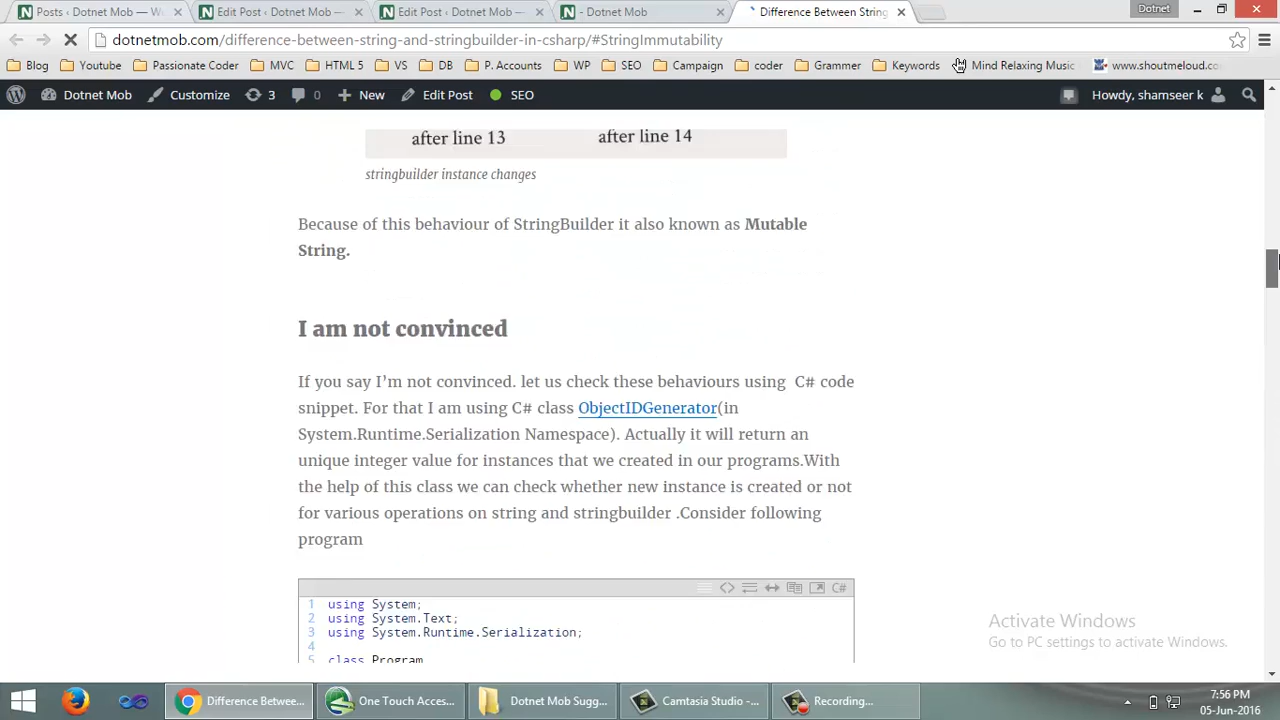 Posts ‹ Dotnet Mob — W
Edit Post ‹ Dotnet Mob —
Edit Post ‹ Dotnet Mob —
- Dotnet Mob
Difference Between String
Dotnet
dotnetmob.com/difference-between-string-and-stringbuilder-in-csharp/#StringImmutability
Blog Youtube Passionate Coder MVC HTML 5 VS DB P. Accounts WP SEO Campaign coder Grammer Keywords Mind Relaxing Music www.shoutmeloud.co
Dotnet Mob Customize 3 0 New Edit Post SEO Howdy, shamseer k
after line 13 after line 14
stringbuilder instance changes
Because of this behaviour of StringBuilder it also known as Mutable
String.
I am not convinced
If you say I’m not convinced. let us check these behaviours using C# code
snippet. For that I am using C# class ObjectIDGenerator(in
System.Runtime.Serialization Namespace). Actually it will return an
unique integer value for instances that we created in our programs.With
the help of this class we can check whether new instance is created or not
for various operations on string and stringbuilder .Consider following
program
C#
1 using System;
2 using System.Text;
3 using System.Runtime.Serialization;
4
5 class Program
Activate Windows
Go to PC settings to activate Windows.
Difference Betwee...
One Touch Acces...
Dotnet Mob Sugg...
Camtasia Studio -...
Recording...
7:56 PM
05-Jun-2016